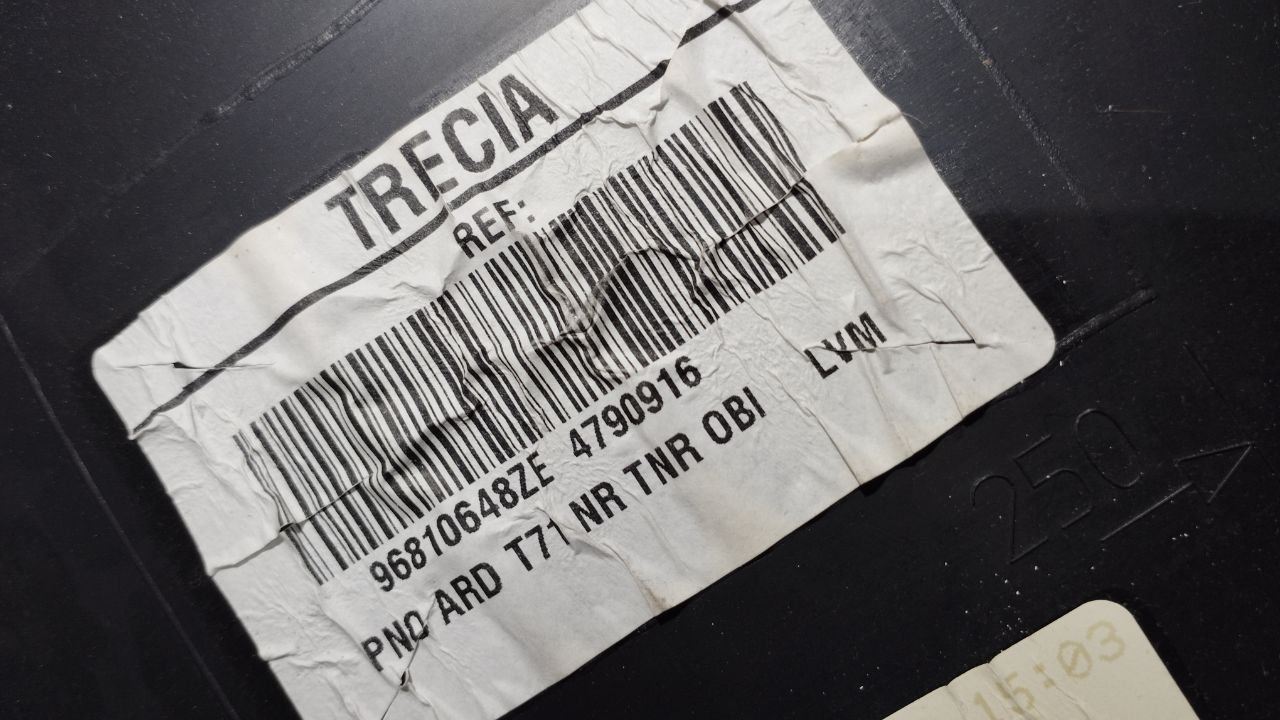 TRECIA
REF:
96810648ZE 4790916
PNO ARD T71 NR TNR OBI LVM
250
15:03